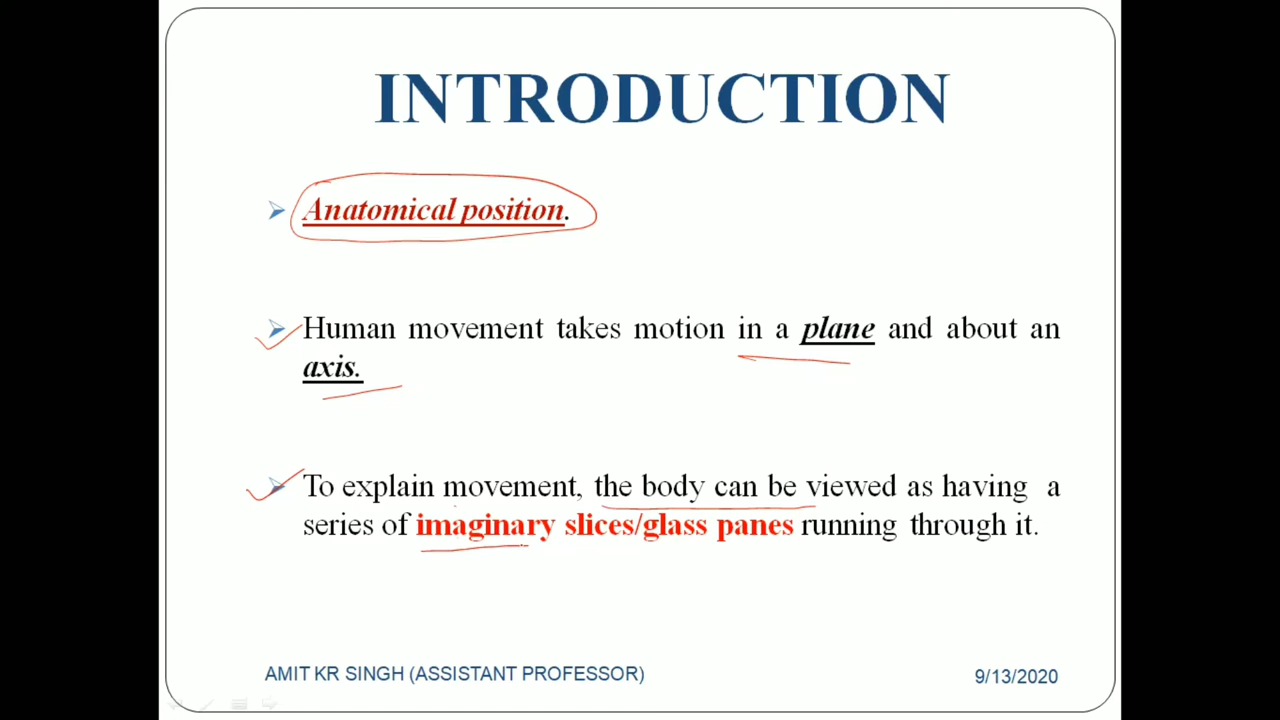 INTRODUCTION
Anatomical position.
Human movement takes motion in a plane and about an
axis.
To explain movement, the body can be viewed as having a
series of imaginary slices/glass panes running through it.
AMIT KR SINGH (ASSISTANT PROFESSOR)
9/13/2020